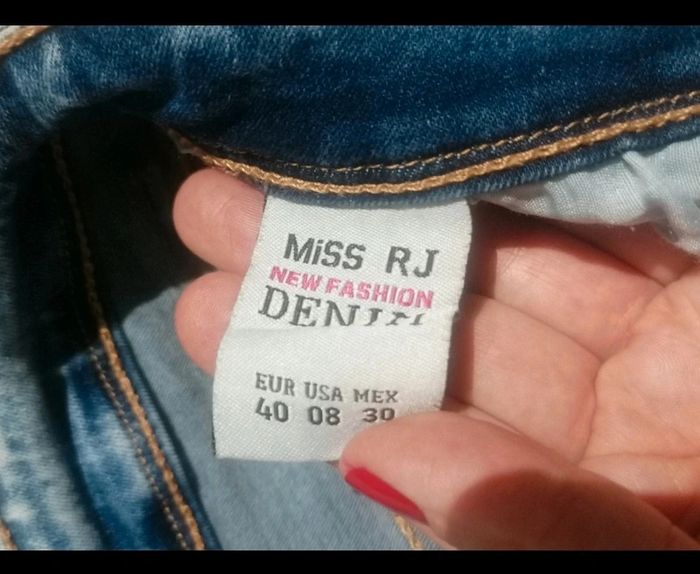 MiSS RJ
NEW FASHION
DENIM
EUR USA MEX
40 08 30